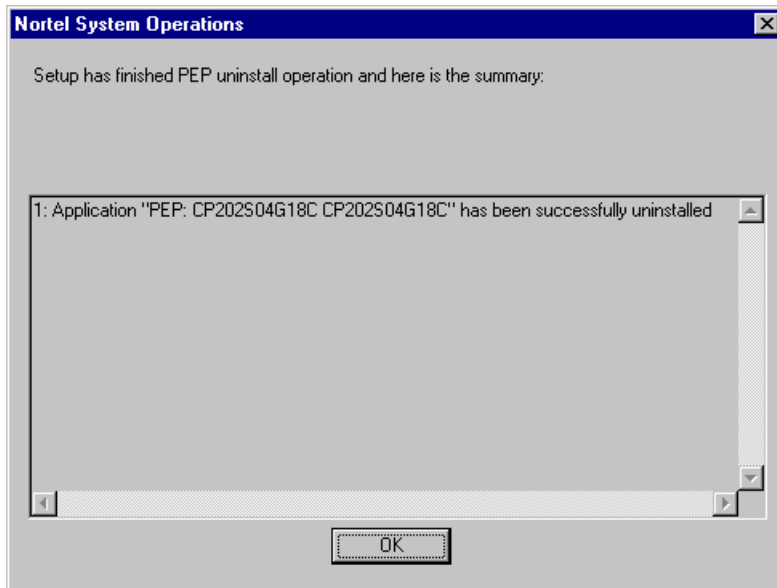 Nortel System Operations
Setup has finished PEP uninstall operation and here is the summary:
1: Application "PEP: CP202S04G18C CP202S04G18C" has been successfully uninstalled
OK